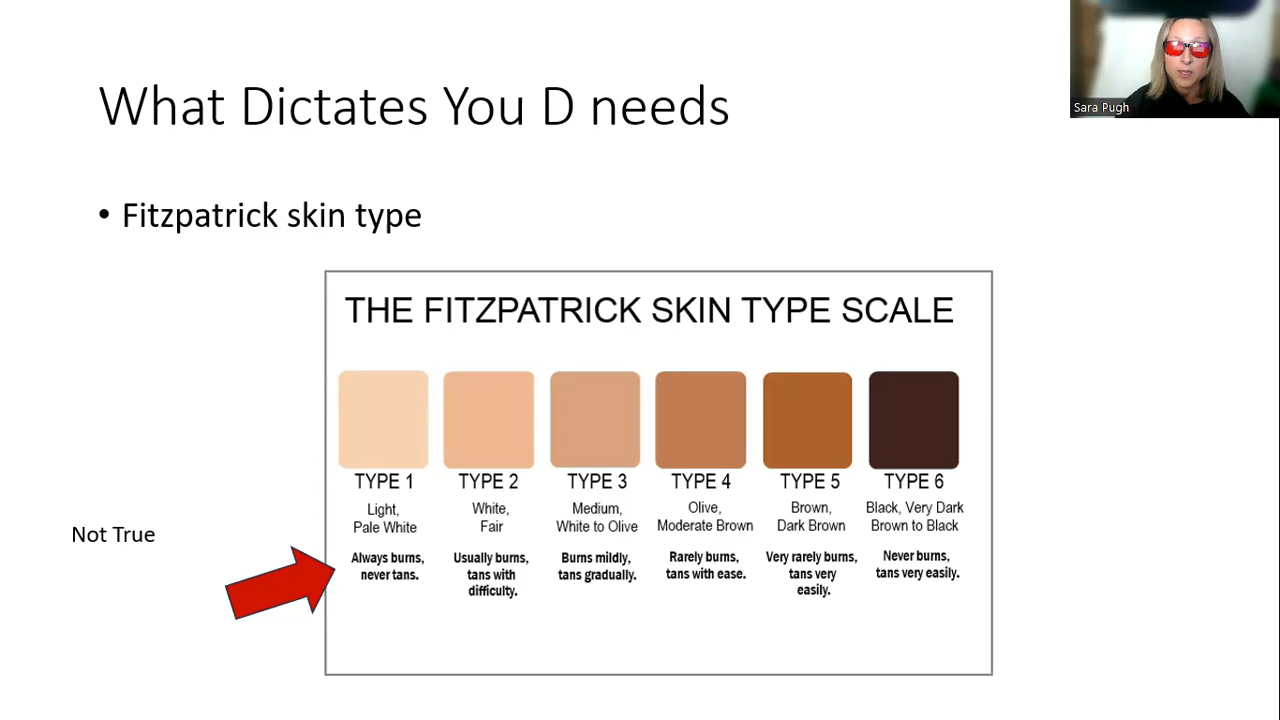 Sara Pugh
What Dictates You D needs
• Fitzpatrick skin type
THE FITZPATRICK SKIN TYPE SCALE
TYPE 1
Light,
Pale White
Always burns,
never tans.
TYPE 2
White,
Fair
Usually burns,
tans with
difficulty.
TYPE 3
Medium,
White to Olive
Burns mildly,
tans gradually.
TYPE 4
Olive,
Moderate Brown
Rarely burns,
tans with ease.
TYPE 5
Brown,
Dark Brown
Very rarely burns,
tans very
easily.
TYPE 6
Black, Very Dark
Brown to Black
Never burns,
tans very easily.
Not True